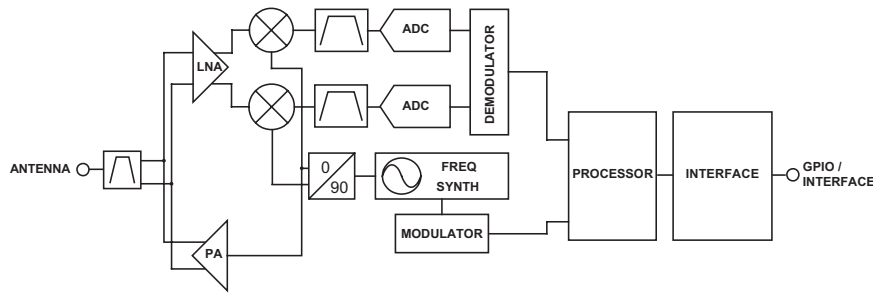 ANTENNA
LNA
PA
ADC
ADC
DEMODULATOR
0
90
FREQ
SYNTH
MODULATOR
PROCESSOR
INTERFACE
GPIO /
INTERFACE